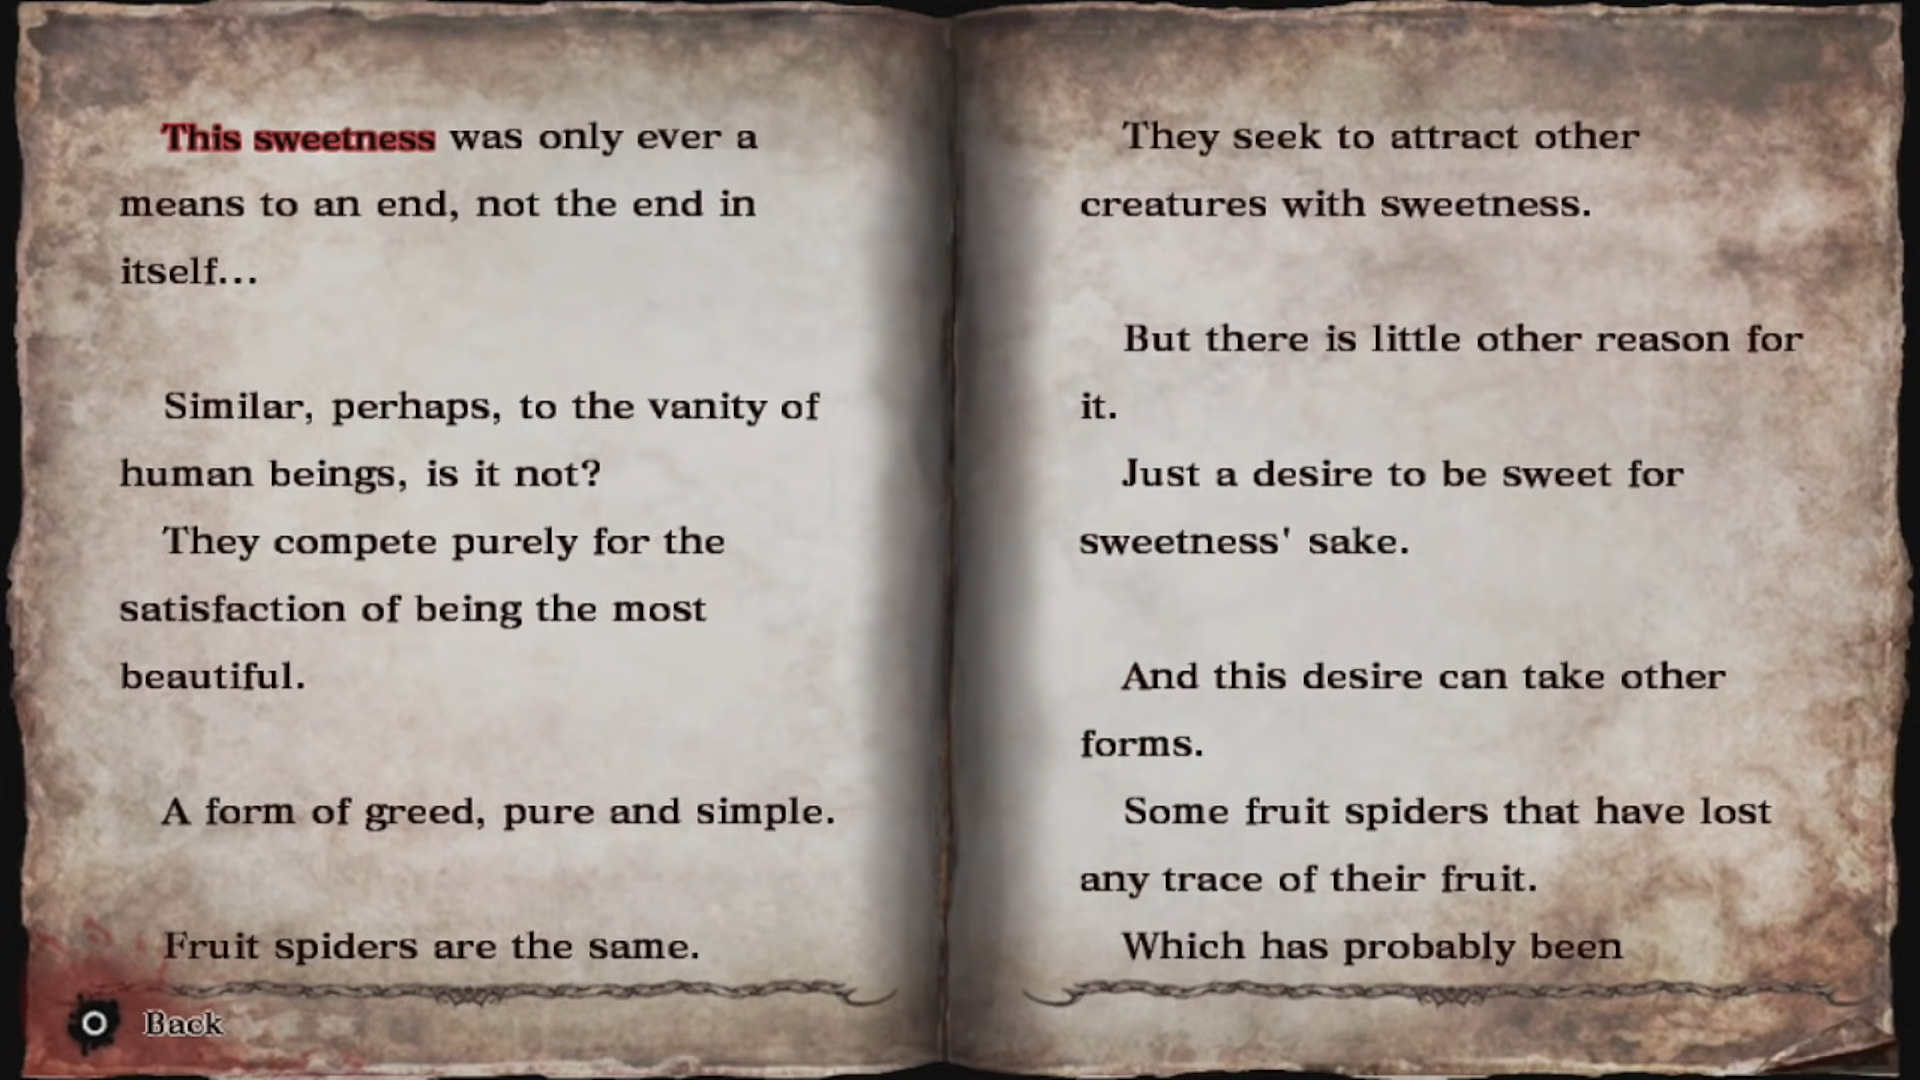 This sweetness was only ever a
means to an end, not the end in
itself...
Similar, perhaps, to the vanity of
human beings, is it not?
They compete purely for the
satisfaction of being the most
beautiful.
A form of greed, pure and simple.
Fruit spiders are the same.
They seek to attract other
creatures with sweetness.
But there is little other reason for
it.
Just a desire to be sweet for
sweetness' sake.
And this desire can take other
forms.
Some fruit spiders that have lost
any trace of their fruit.
Which has probably been
Back